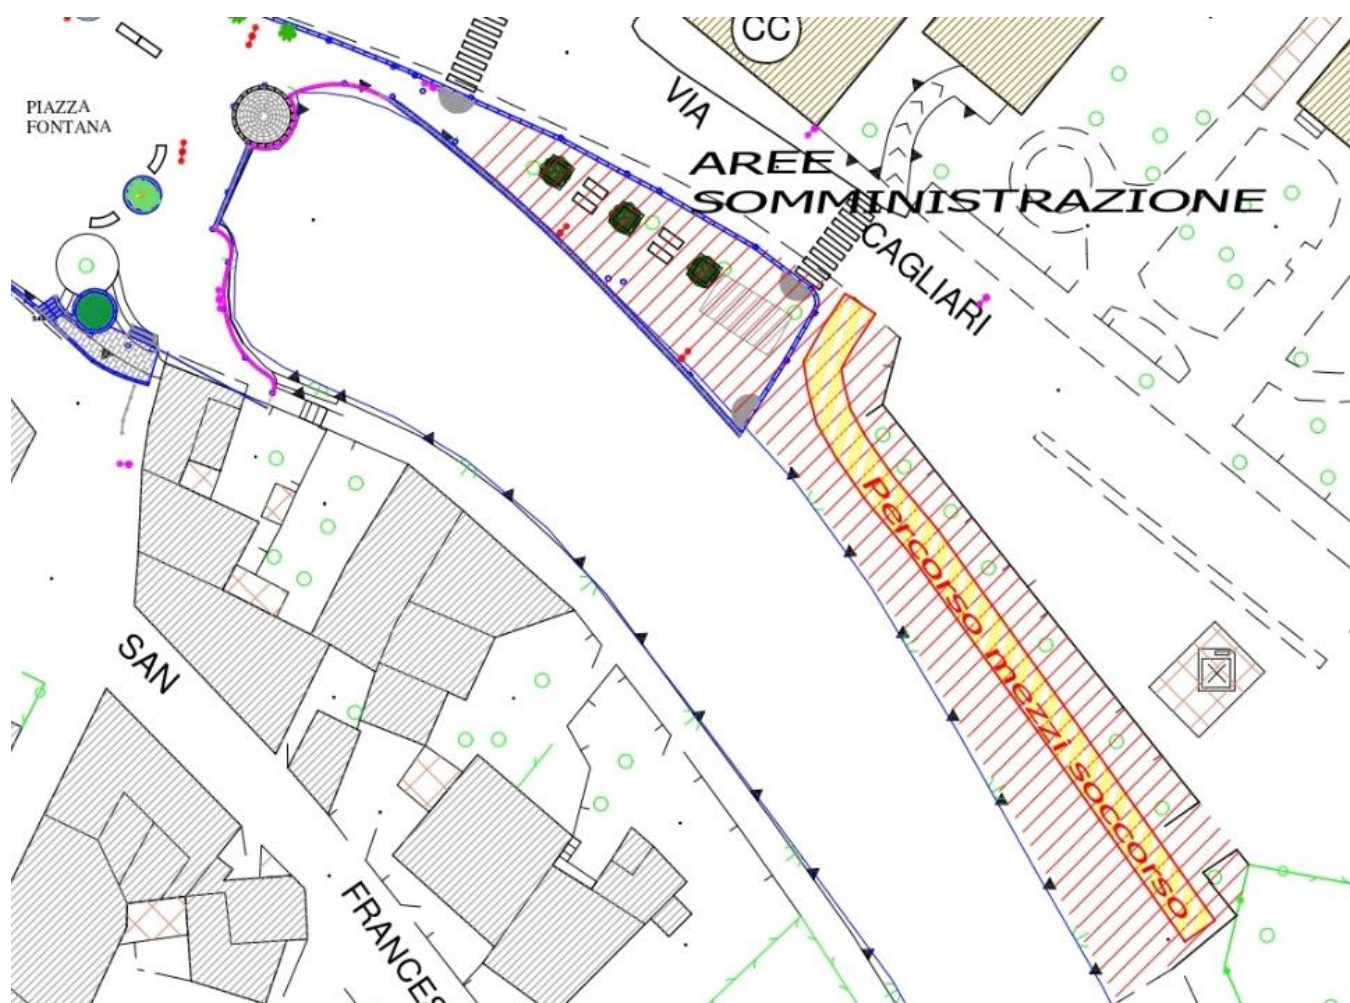 CC
PIAZZA
FONTANA
VIA
AREE
SOMMINISTRAZIONE
CAGLIARI
Percorso mezzi soccorso
SAN
FRANCES